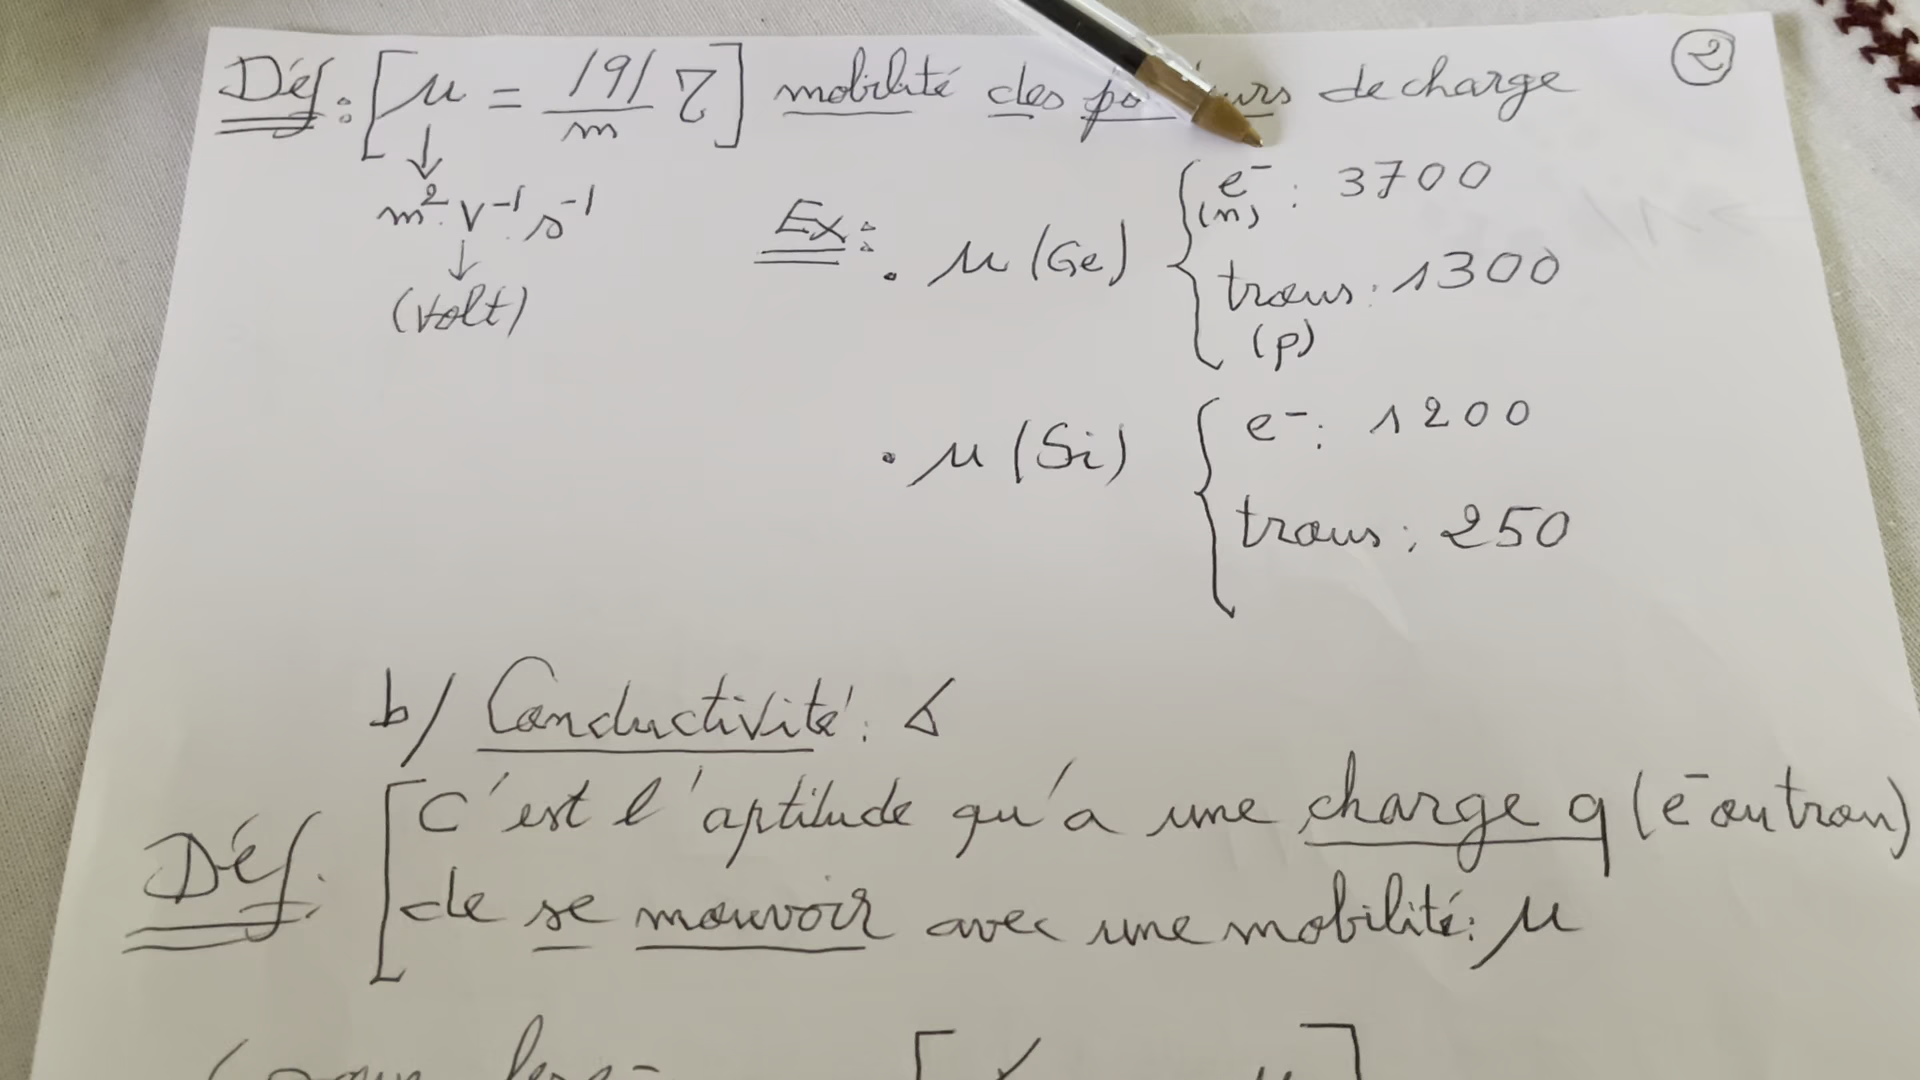 ②
Déf: [μ = |q|/m τ] mobilité des porteurs de charge
m². V⁻¹. s⁻¹
(Volt)
Ex: . μ (Ge) { e⁻: 3700
(n)
trous: 1300
(p)
. μ (Si) { e⁻: 1200
trous: 250
b/ Conductivité: σ
Déf: [C'est l'aptitude qu'a une charge q (e⁻ ou trou)
de se mouvoir avec une mobilité: μ